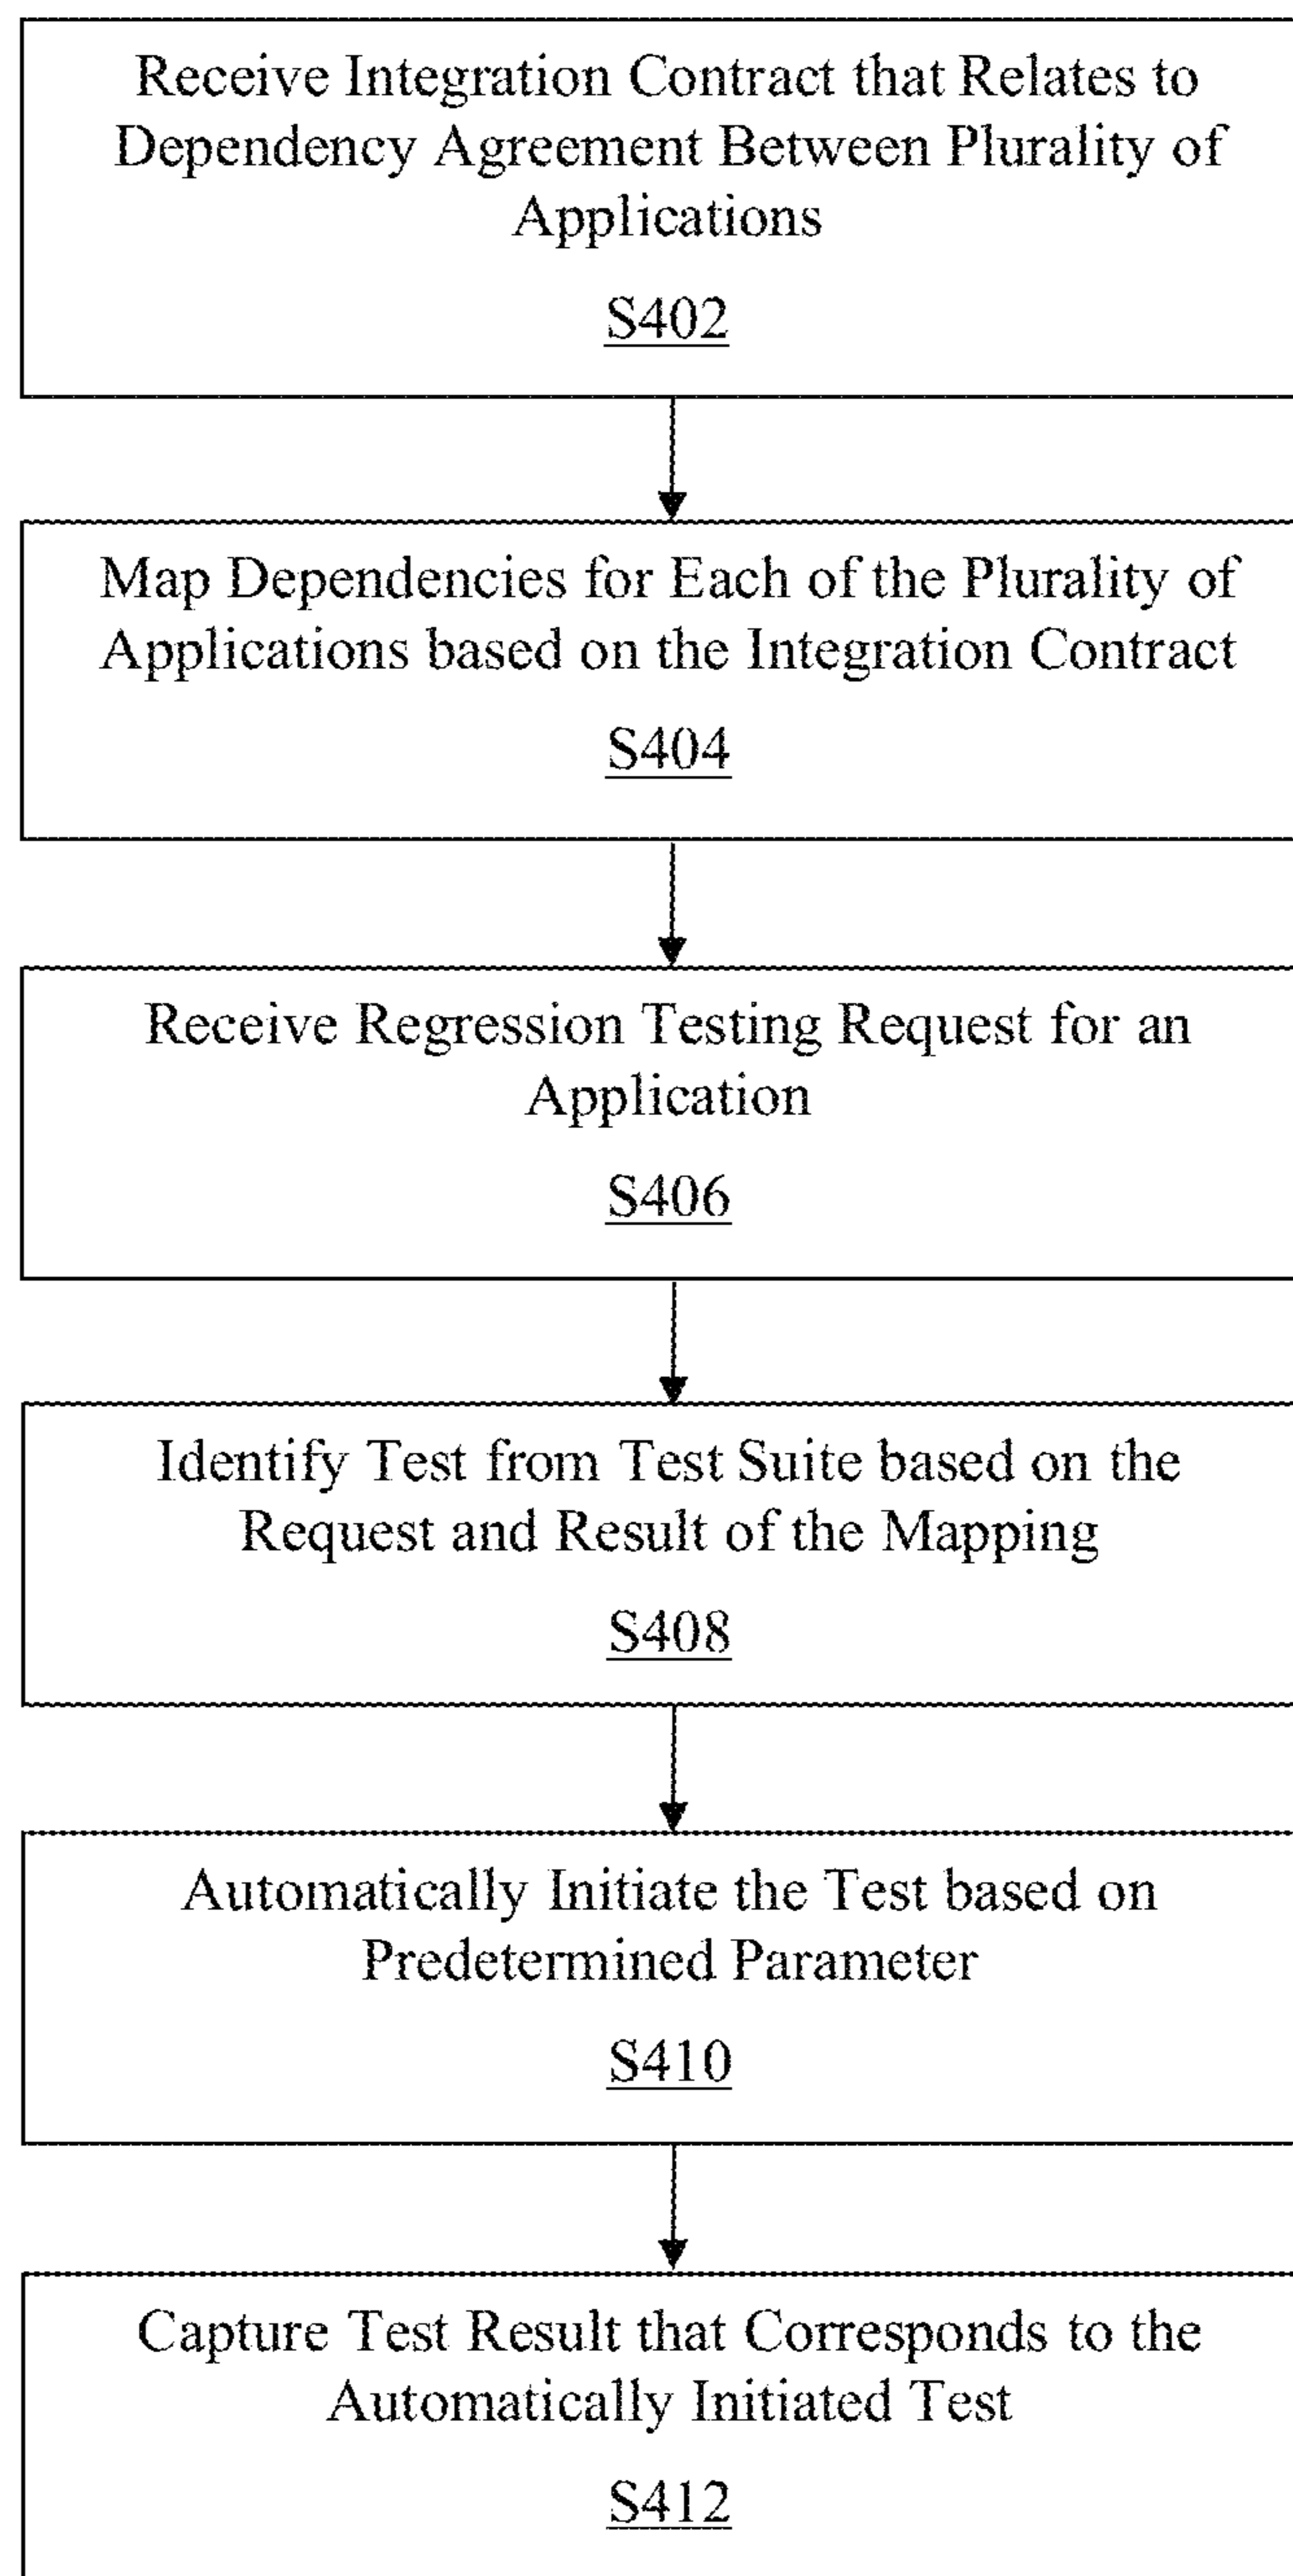 Receive Integration Contract that Relates to
Dependency Agreement Between Plurality of
Applications
S402
Map Dependencies for Each of the Plurality of
Applications based on the Integration Contract
S404
Receive Regression Testing Request for an
Application
S406
Identify Test from Test Suite based on the
Request and Result of the Mapping
S408
Automatically Initiate the Test based on
Predetermined Parameter
S410
Capture Test Result that Corresponds to the
Automatically Initiated Test
S412